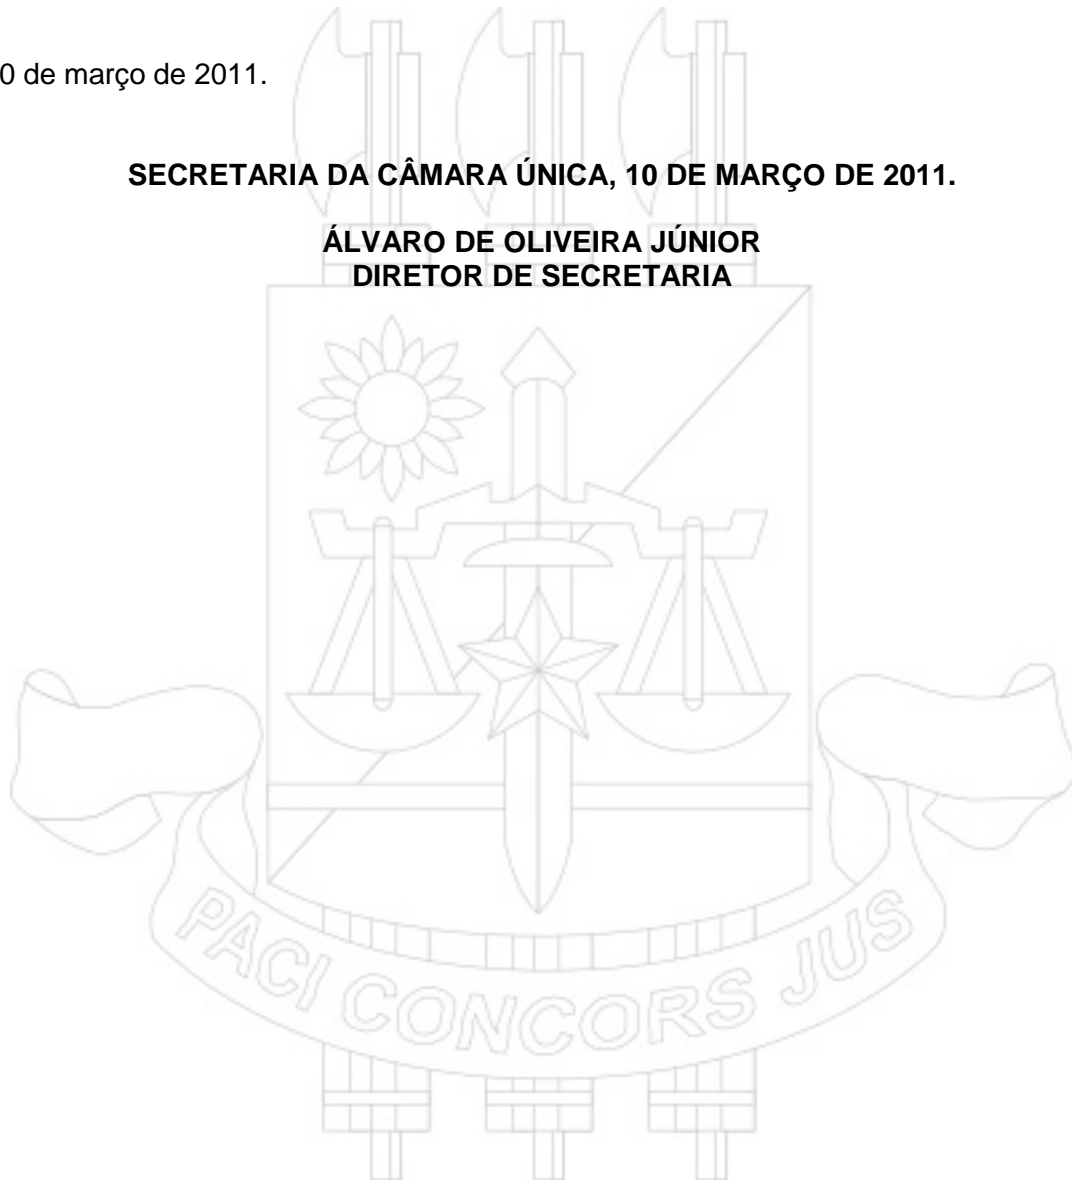 0 de março de 2011.
SECRETARIA DA CÂMARA ÚNICA, 10 DE MARÇO DE 2011.
ÁLVARO DE OLIVEIRA JÚNIOR
DIRETOR DE SECRETARIA
PACI CONCORS JUS